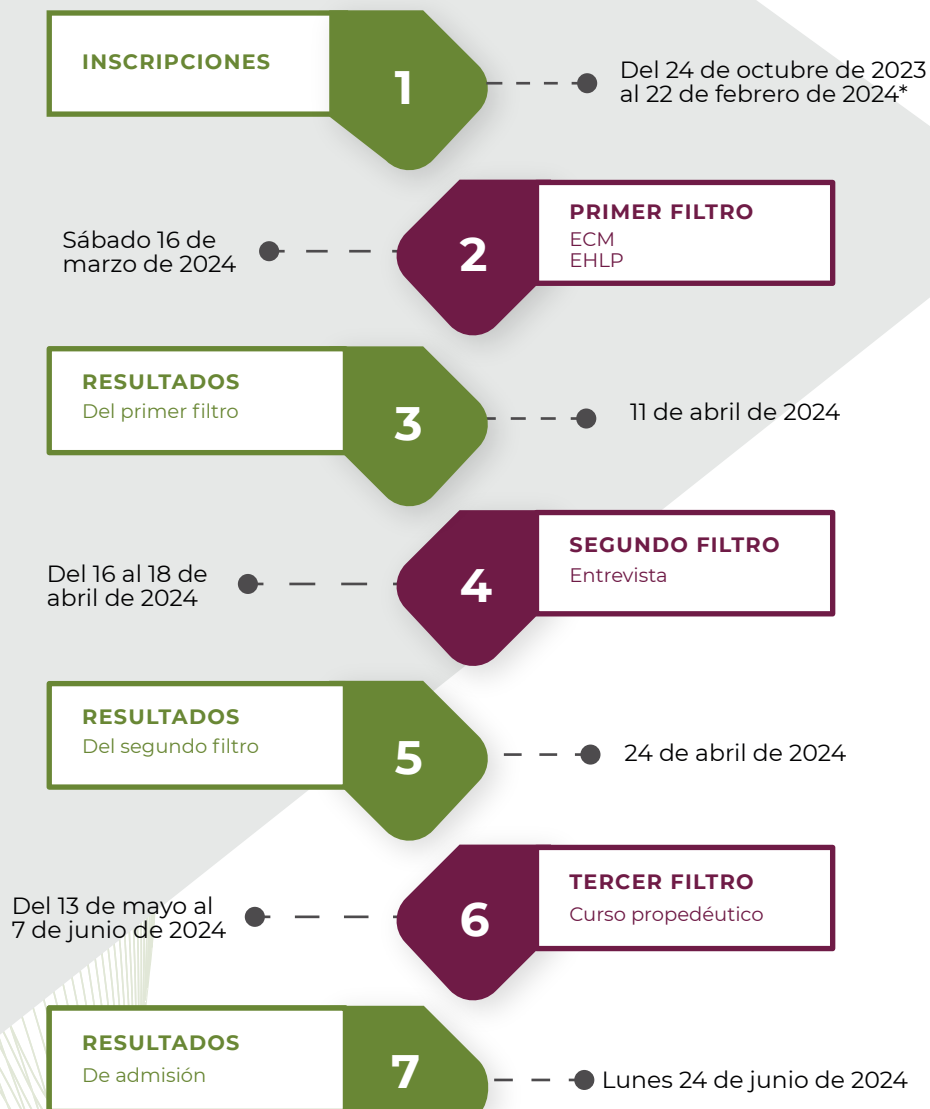 INSCRIPCIONES
1
Del 24 de octubre de 2023
al 22 de febrero de 2024*
Sábado 16 de
marzo de 2024
2
PRIMER FILTRO
ECM
EHLP
RESULTADOS
Del primer filtro
3
11 de abril de 2024
Del 16 al 18 de
abril de 2024
4
SEGUNDO FILTRO
Entrevista
RESULTADOS
Del segundo filtro
5
24 de abril de 2024
Del 13 de mayo al
7 de junio de 2024
6
TERCER FILTRO
Curso propedéutico
RESULTADOS
De admisión
7
Lunes 24 de junio de 2024